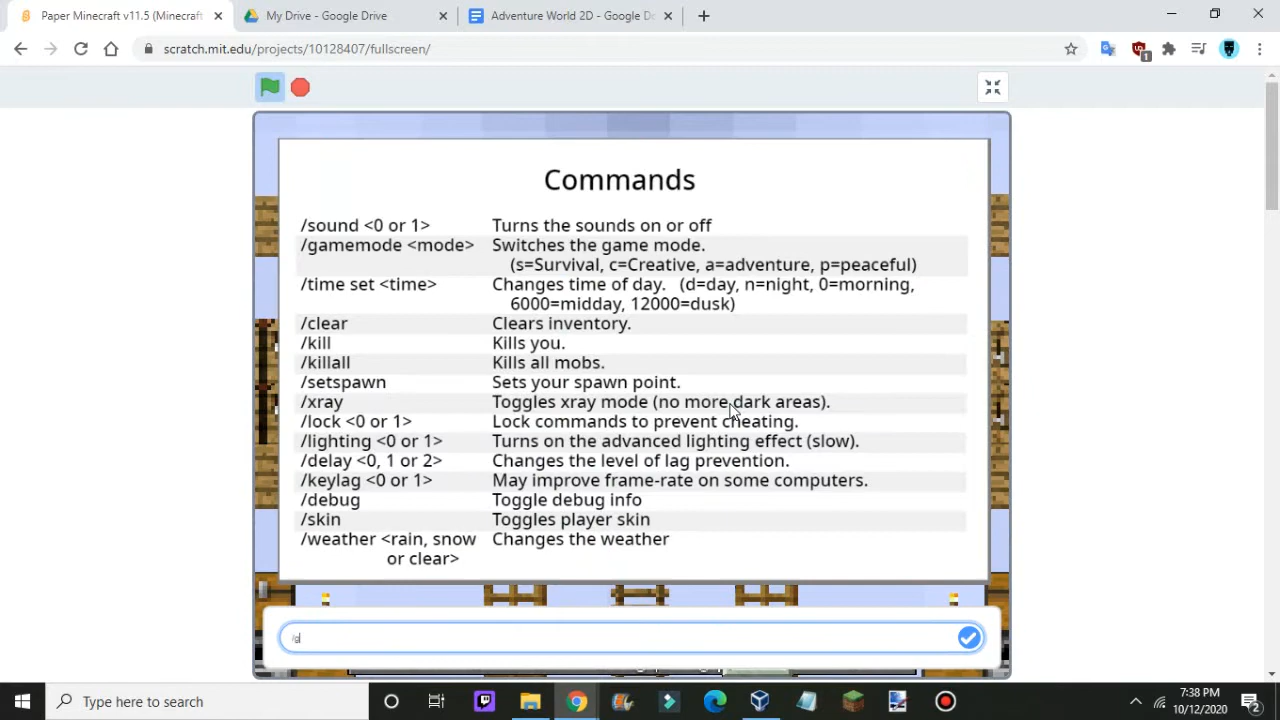 Paper Minecraft v11.5 (Minecraft
My Drive - Google Drive
Adventure World 2D - Google Do
scratch.mit.edu/projects/10128407/fullscreen/
1
Commands
/sound <0 or 1> Turns the sounds on or off
/gamemode <mode> Switches the game mode.
(s=Survival, c=Creative, a=adventure, p=peaceful)
/time set <time> Changes time of day. (d=day, n=night, 0=morning,
6000=midday, 12000=dusk)
/clear Clears inventory.
/kill Kills you.
/killall Kills all mobs.
/setspawn Sets your spawn point.
/xray Toggles xray mode (no more dark areas).
/lock <0 or 1> Lock commands to prevent cheating.
/lighting <0 or 1> Turns on the advanced lighting effect (slow).
/delay <0, 1 or 2> Changes the level of lag prevention.
/keylag <0 or 1> May improve frame-rate on some computers.
/debug Toggle debug info
/skin Toggles player skin
/weather <rain, snow Changes the weather
or clear>
/g
Type here to search
7:38 PM
10/12/2020
2